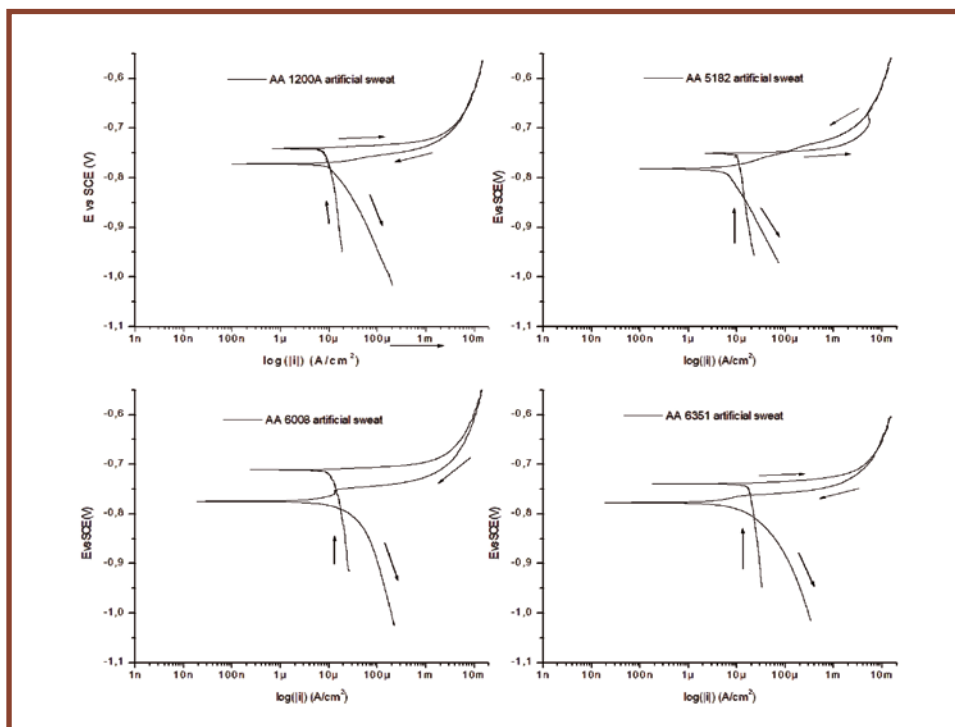 AA 1200A artificial sweat
E vs SCE (V)
-0,6
-0,7
-0,8
-0,9
-1,0
-1,1
1n 10n 100n 1µ 10µ 100µ 1m 10m
log(|i|) (A/cm²)
AA 5182 artificial sweat
EvsSCE(V)
-0,6
-0,7
-0,8
-0,9
-1,0
-1,1
1n 10n 100n 1µ 10µ 100µ 1m 10m
log(|i|) (A/cm²)
AA 6008 artificial sweat
EvsSCE(V)
-0,6
-0,7
-0,8
-0,9
-1,0
-1,1
1n 10n 100n 1µ 10µ 100µ 1m 10m
log(|i|) (A/cm²)
AA 6351 artificial sweat
EvsSCE(V)
-0,6
-0,7
-0,8
-0,9
-1,0
-1,1
1n 10n 100n 1µ 10µ 100µ 1m 10m
log(|i|) (A/cm²)